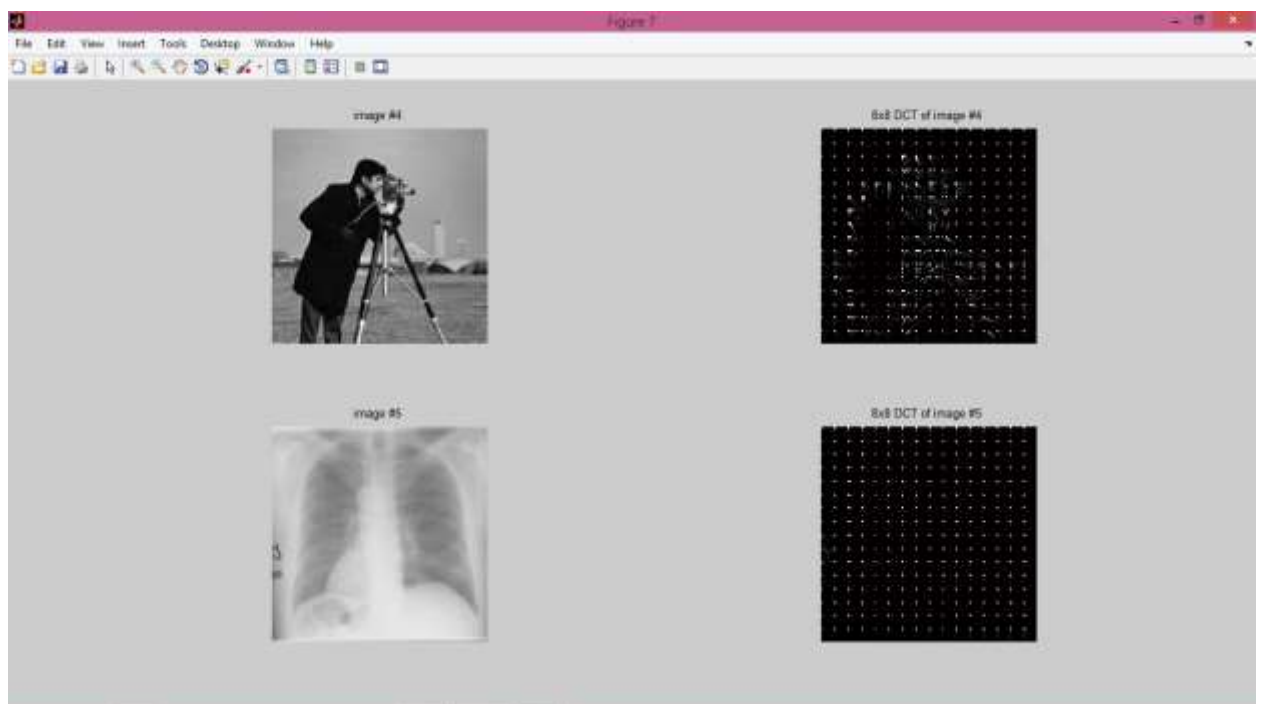 Figure 7
File Edit View Insert Tools Desktop Window Help
image #4
8x8 DCT of image #4
image #5
8x8 DCT of image #5